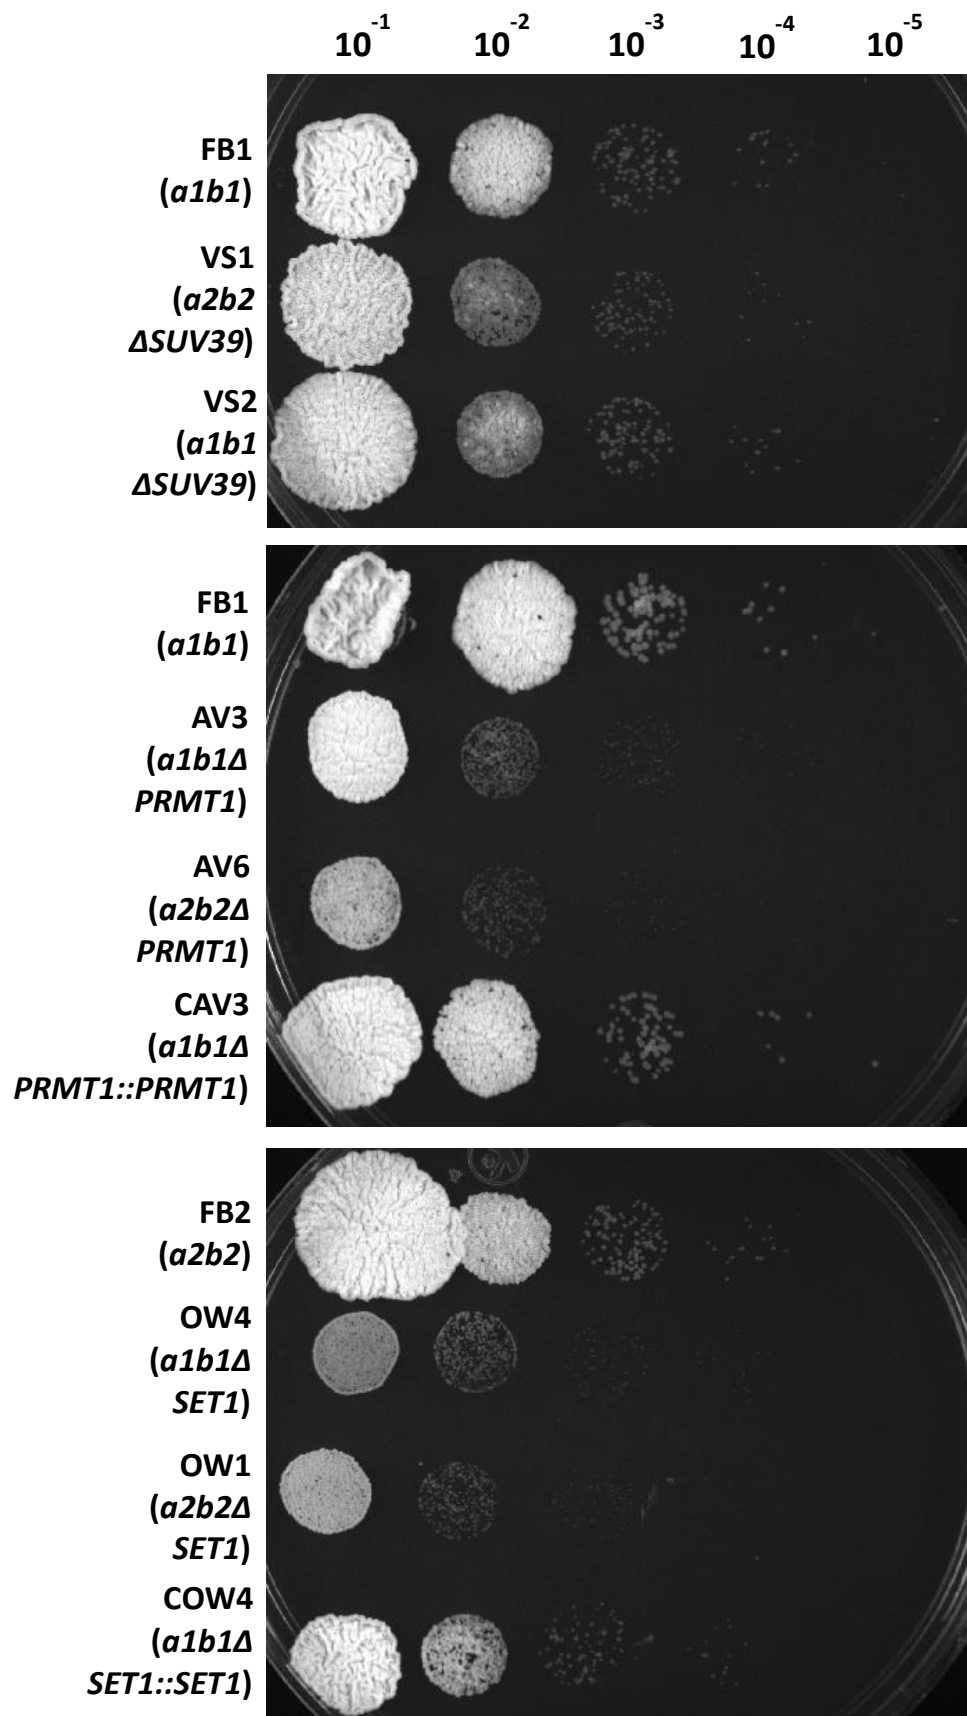 10-1 10-2 10-3 10-4 10-5
FB1
(a1b1)
VS1
(a2b2
ΔSUV39)
VS2
(a1b1
ΔSUV39)
FB1
(a1b1)
AV3
(a1b1Δ
PRMT1)
AV6
(a2b2Δ
PRMT1)
CAV3
(a1b1Δ
PRMT1::PRMT1)
FB2
(a2b2)
OW4
(a1b1Δ
SET1)
OW1
(a2b2Δ
SET1)
COW4
(a1b1Δ
SET1::SET1)